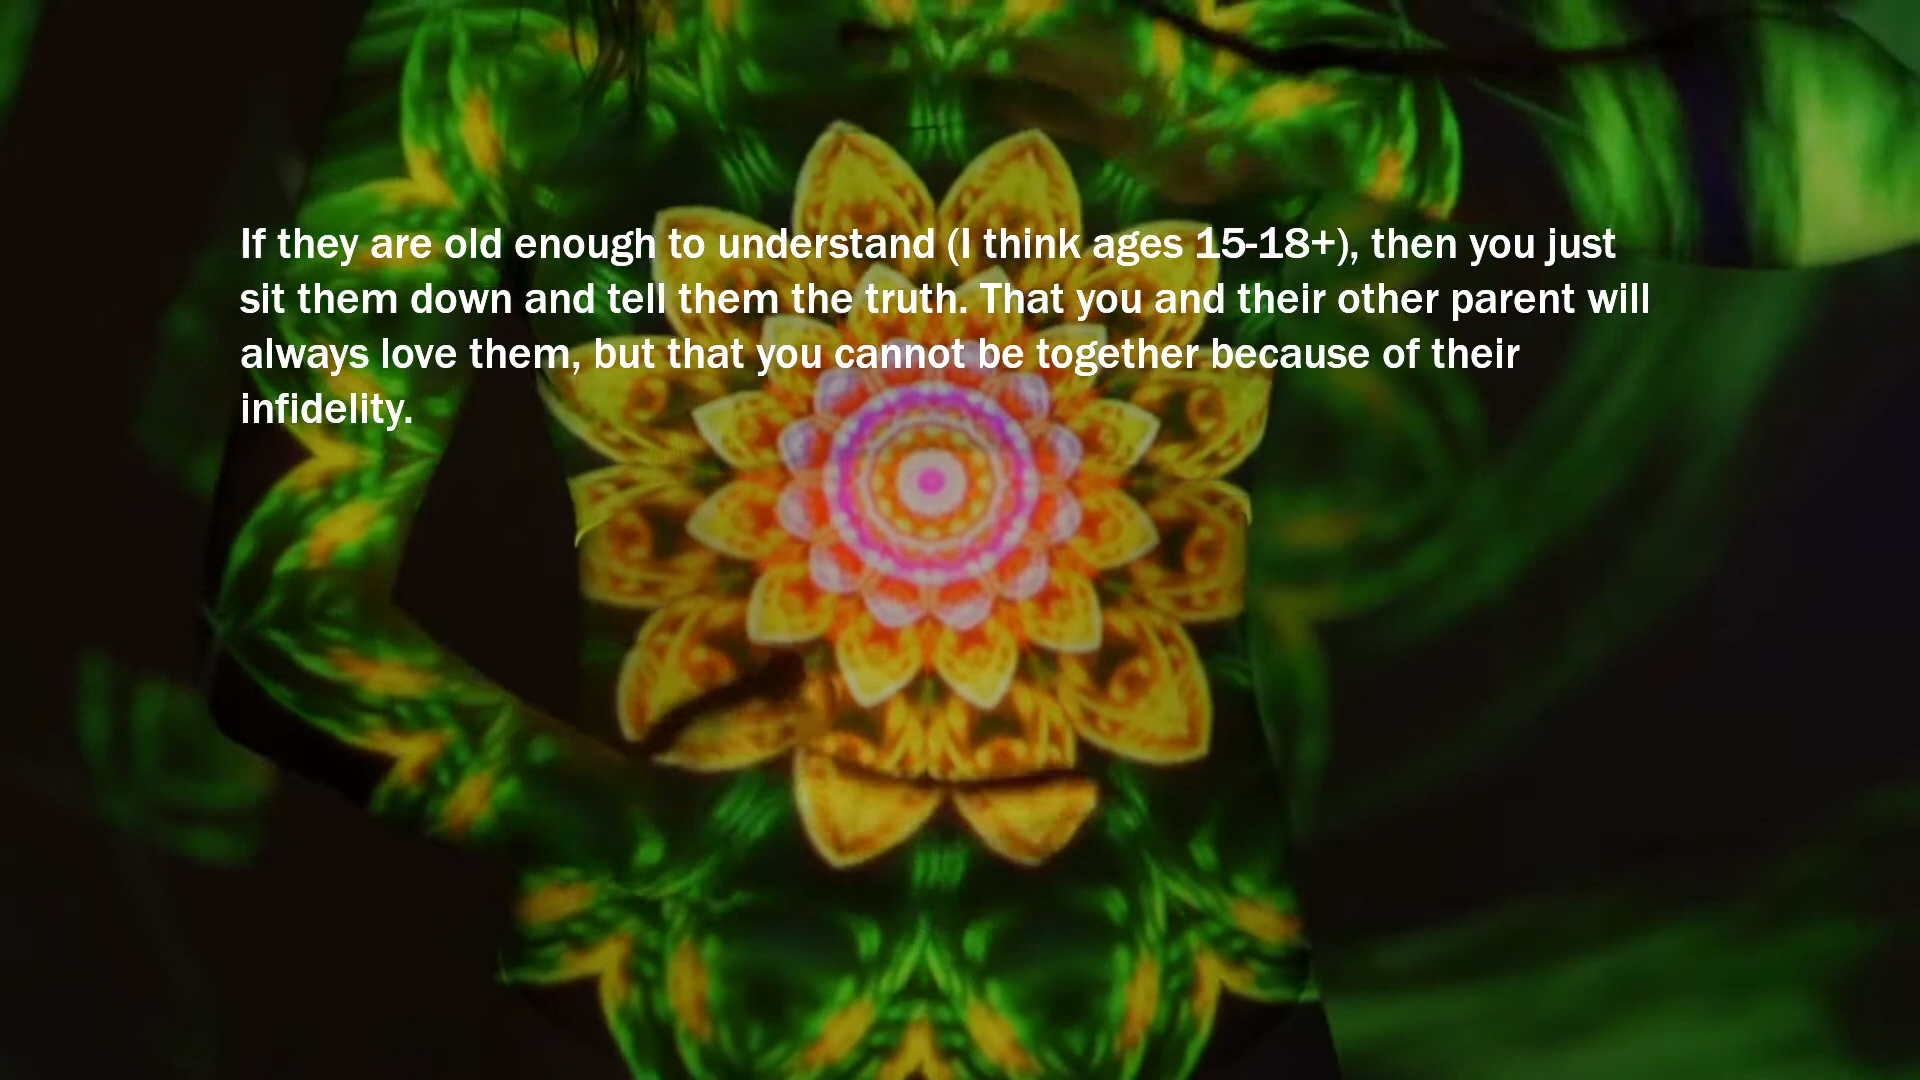 If they are old enough to understand (I think ages 15-18+), then you just
sit them down and tell them the truth. That you and their other parent will
always love them, but that you cannot be together because of their
infidelity.